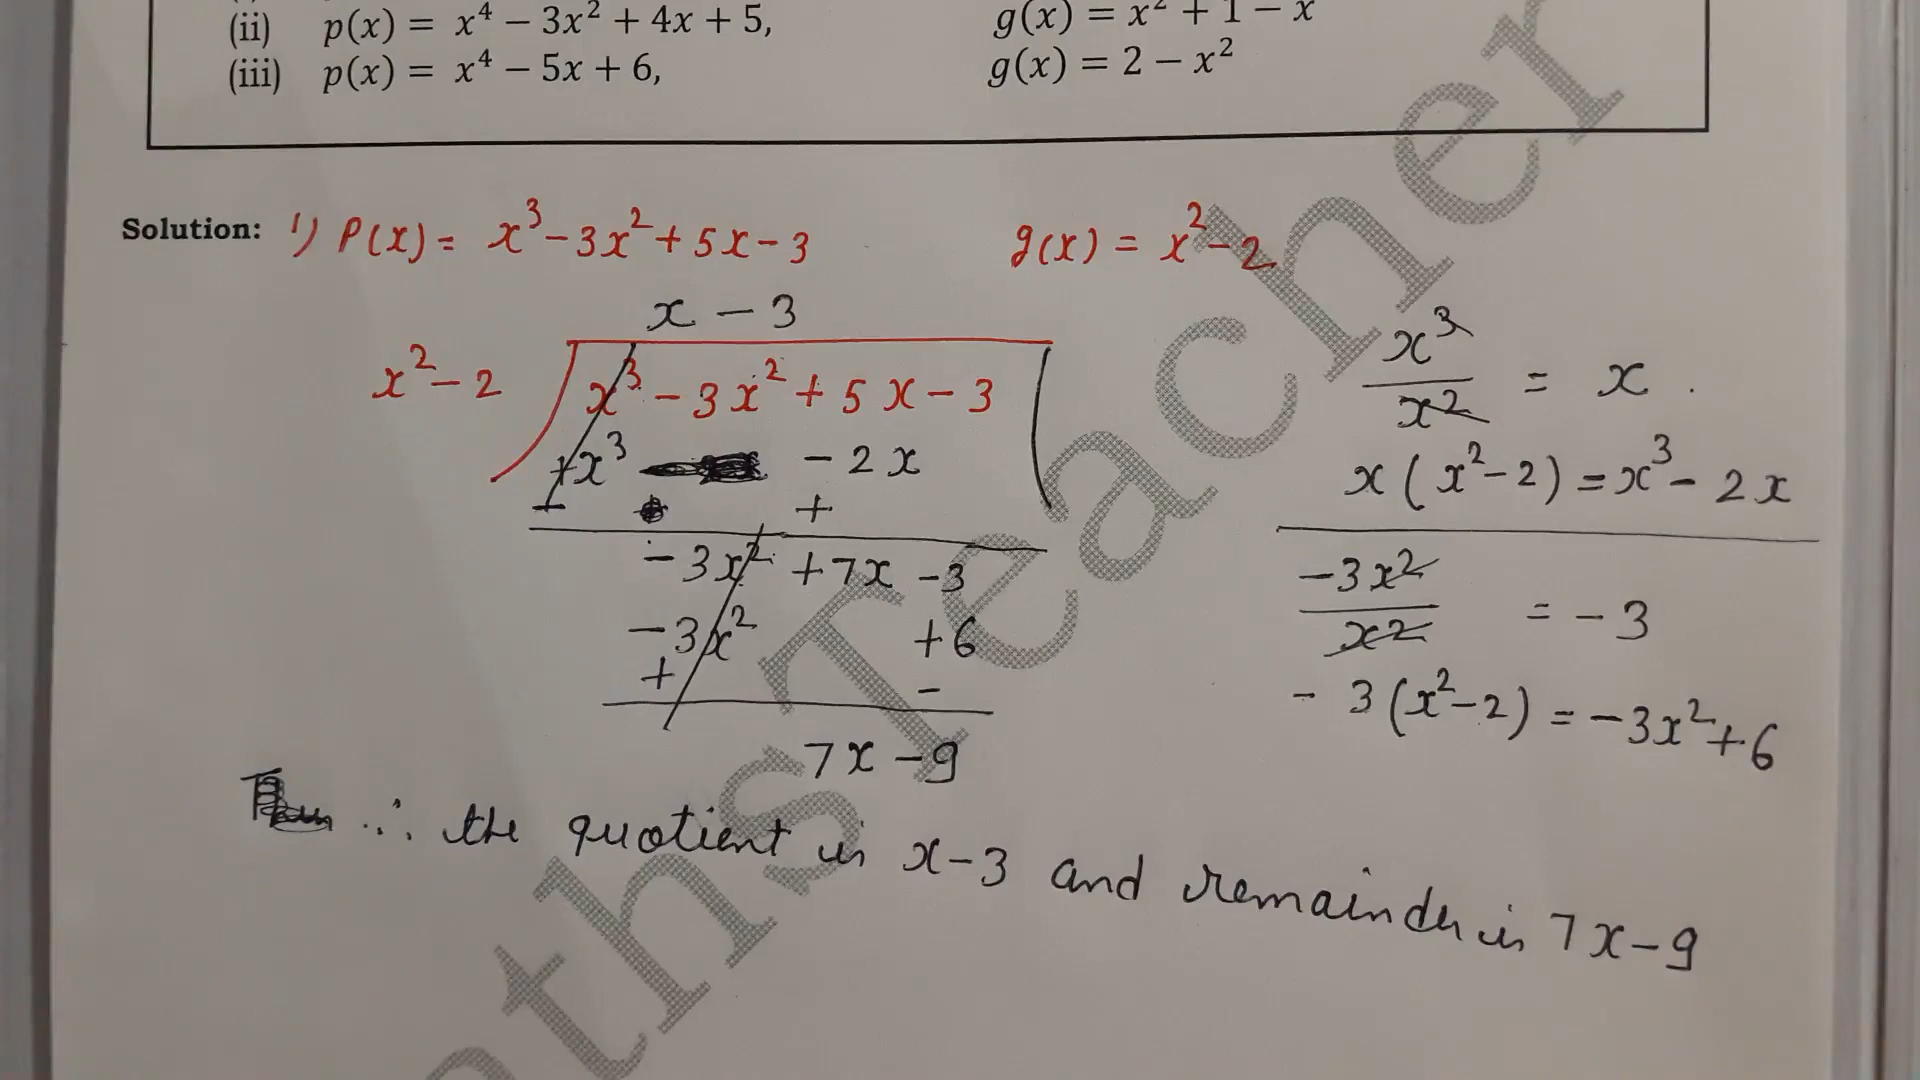 (ii) p(x) = x⁴ − 3x² + 4x + 5, g(x) = x² + 1 − x
(iii) p(x) = x⁴ − 5x + 6, g(x) = 2 − x²
Solution: 1) P(x) = x³ − 3x² + 5x − 3 g(x) = x² − 2
x − 3
x² − 2 x³ − 3x² + 5x − 3
+x³ − 2x
− +
−3x² + 7x − 3
−3x² + 6
+ −
7x − 9
x³/x² = x
x(x² − 2) = x³ − 2x
−3x²/x² = −3
−3(x² − 2) = −3x² + 6
∴ the quotient is x − 3 and remainder is 7x − 9
aths Teacher